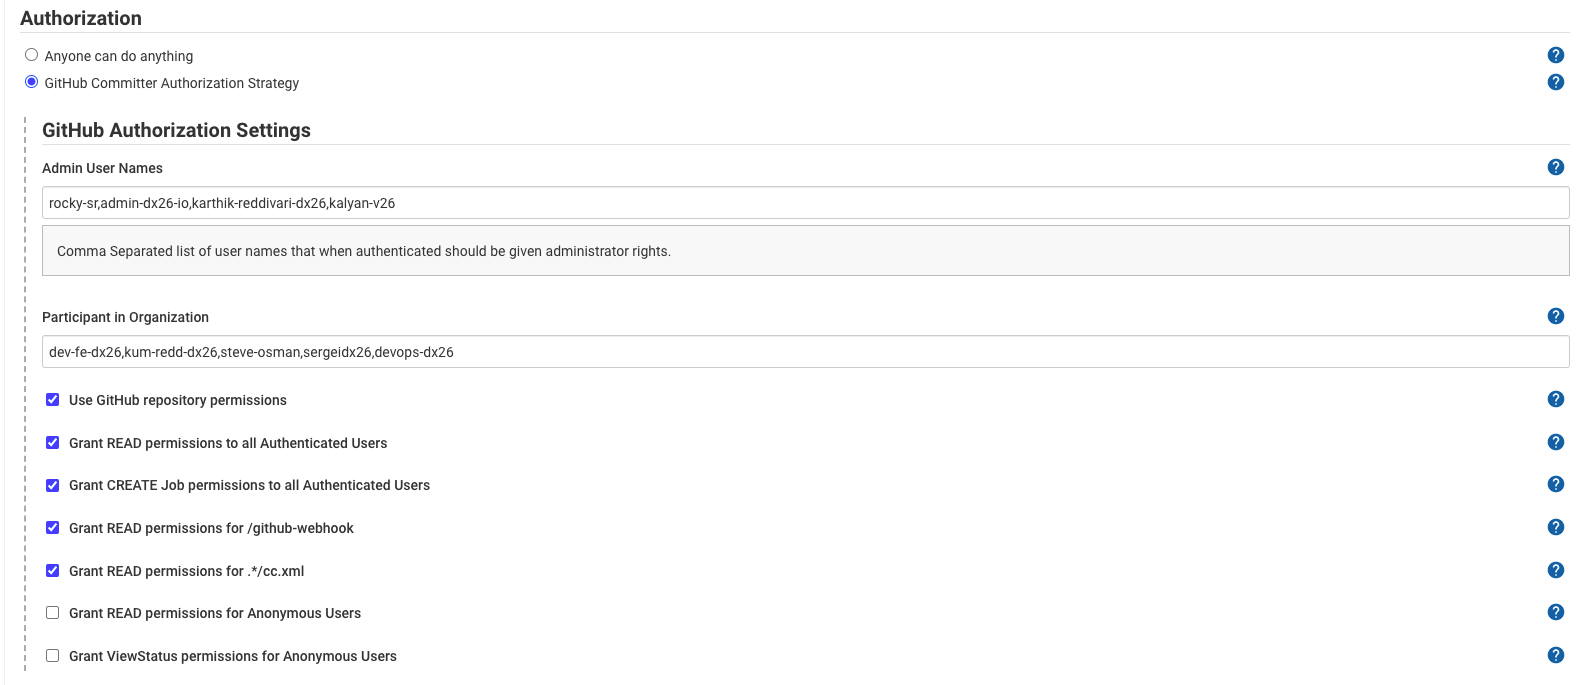 Authorization
Anyone can do anything
GitHub Committer Authorization Strategy
GitHub Authorization Settings
Admin User Names
rocky-sr,admin-dx26-io,karthik-reddivari-dx26,kalyan-v26
Comma Separated list of user names that when authenticated should be given administrator rights.
Participant in Organization
dev-fe-dx26,kum-redd-dx26,steve-osman,sergeidx26,devops-dx26
Use GitHub repository permissions
Grant READ permissions to all Authenticated Users
Grant CREATE Job permissions to all Authenticated Users
Grant READ permissions for /github-webhook
Grant READ permissions for .*/cc.xml
Grant READ permissions for Anonymous Users
Grant ViewStatus permissions for Anonymous Users